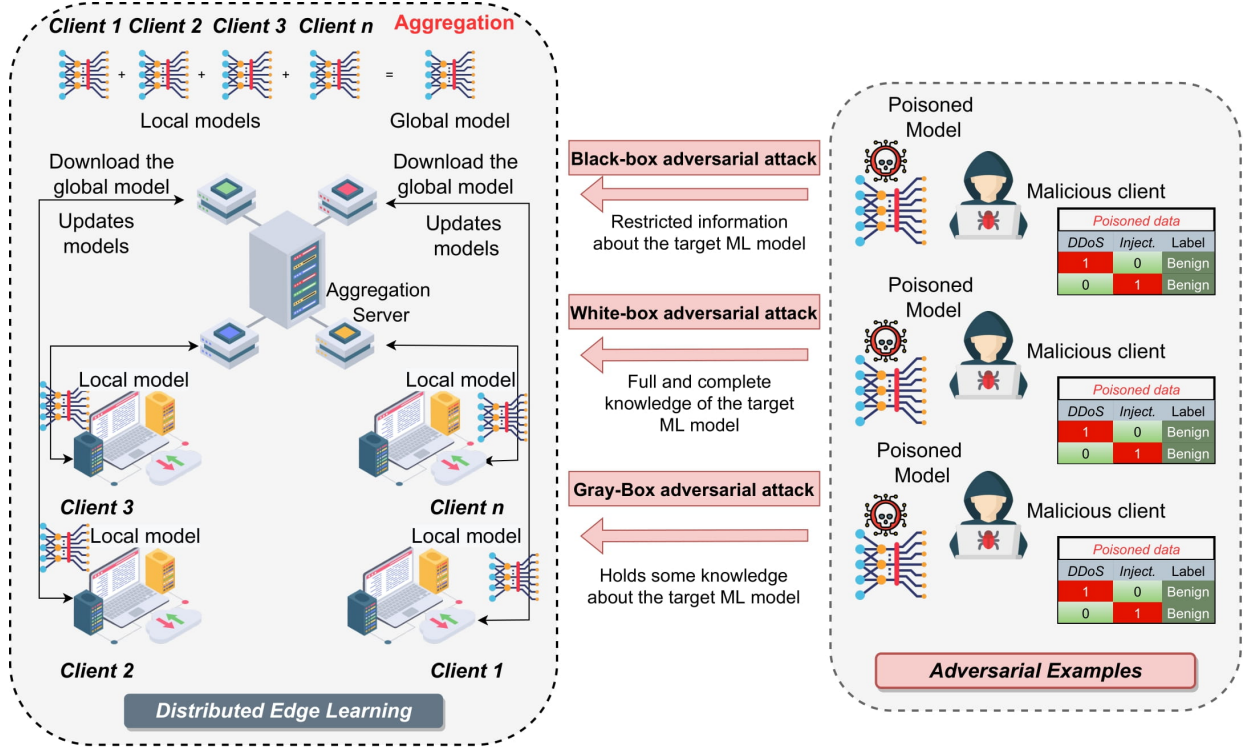 Client 1 Client 2 Client 3 Client n Aggregation
+ + + =
Local models Global model
Download the
global model
Updates
models
Download the
global model
Updates
models
Aggregation
Server
Local model
Client 3
Local model
Client n
Local model
Client 2
Local model
Client 1
Distributed Edge Learning
Black-box adversarial attack
Restricted information
about the target ML model
White-box adversarial attack
Full and complete
knowledge of the target
ML model
Gray-Box adversarial attack
Holds some knowledge
about the target ML model
Poisoned
Model
Malicious client
Poisoned data
DDoS Inject. Label
1 0 Benign
0 1 Benign
Poisoned
Model
Malicious client
Poisoned data
DDoS Inject. Label
1 0 Benign
0 1 Benign
Poisoned
Model
Malicious client
Poisoned data
DDoS Inject. Label
1 0 Benign
0 1 Benign
Adversarial Examples